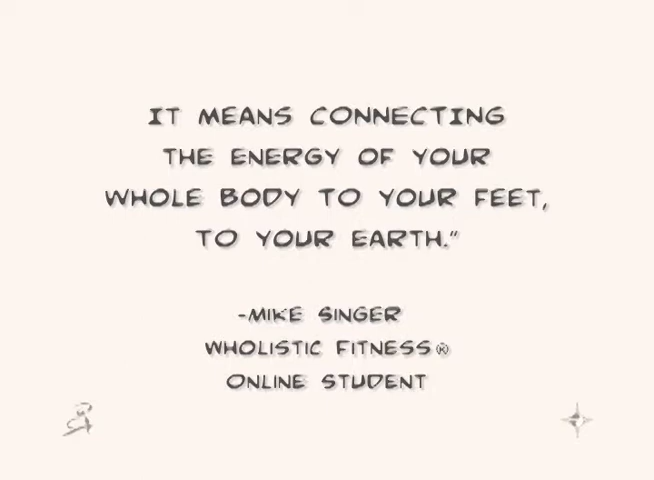 IT MEANS CONNECTING
THE ENERGY OF YOUR
WHOLE BODY TO YOUR FEET,
TO YOUR EARTH."
-MIKE SINGER
WHOLISTIC FITNESS®
ONLINE STUDENT